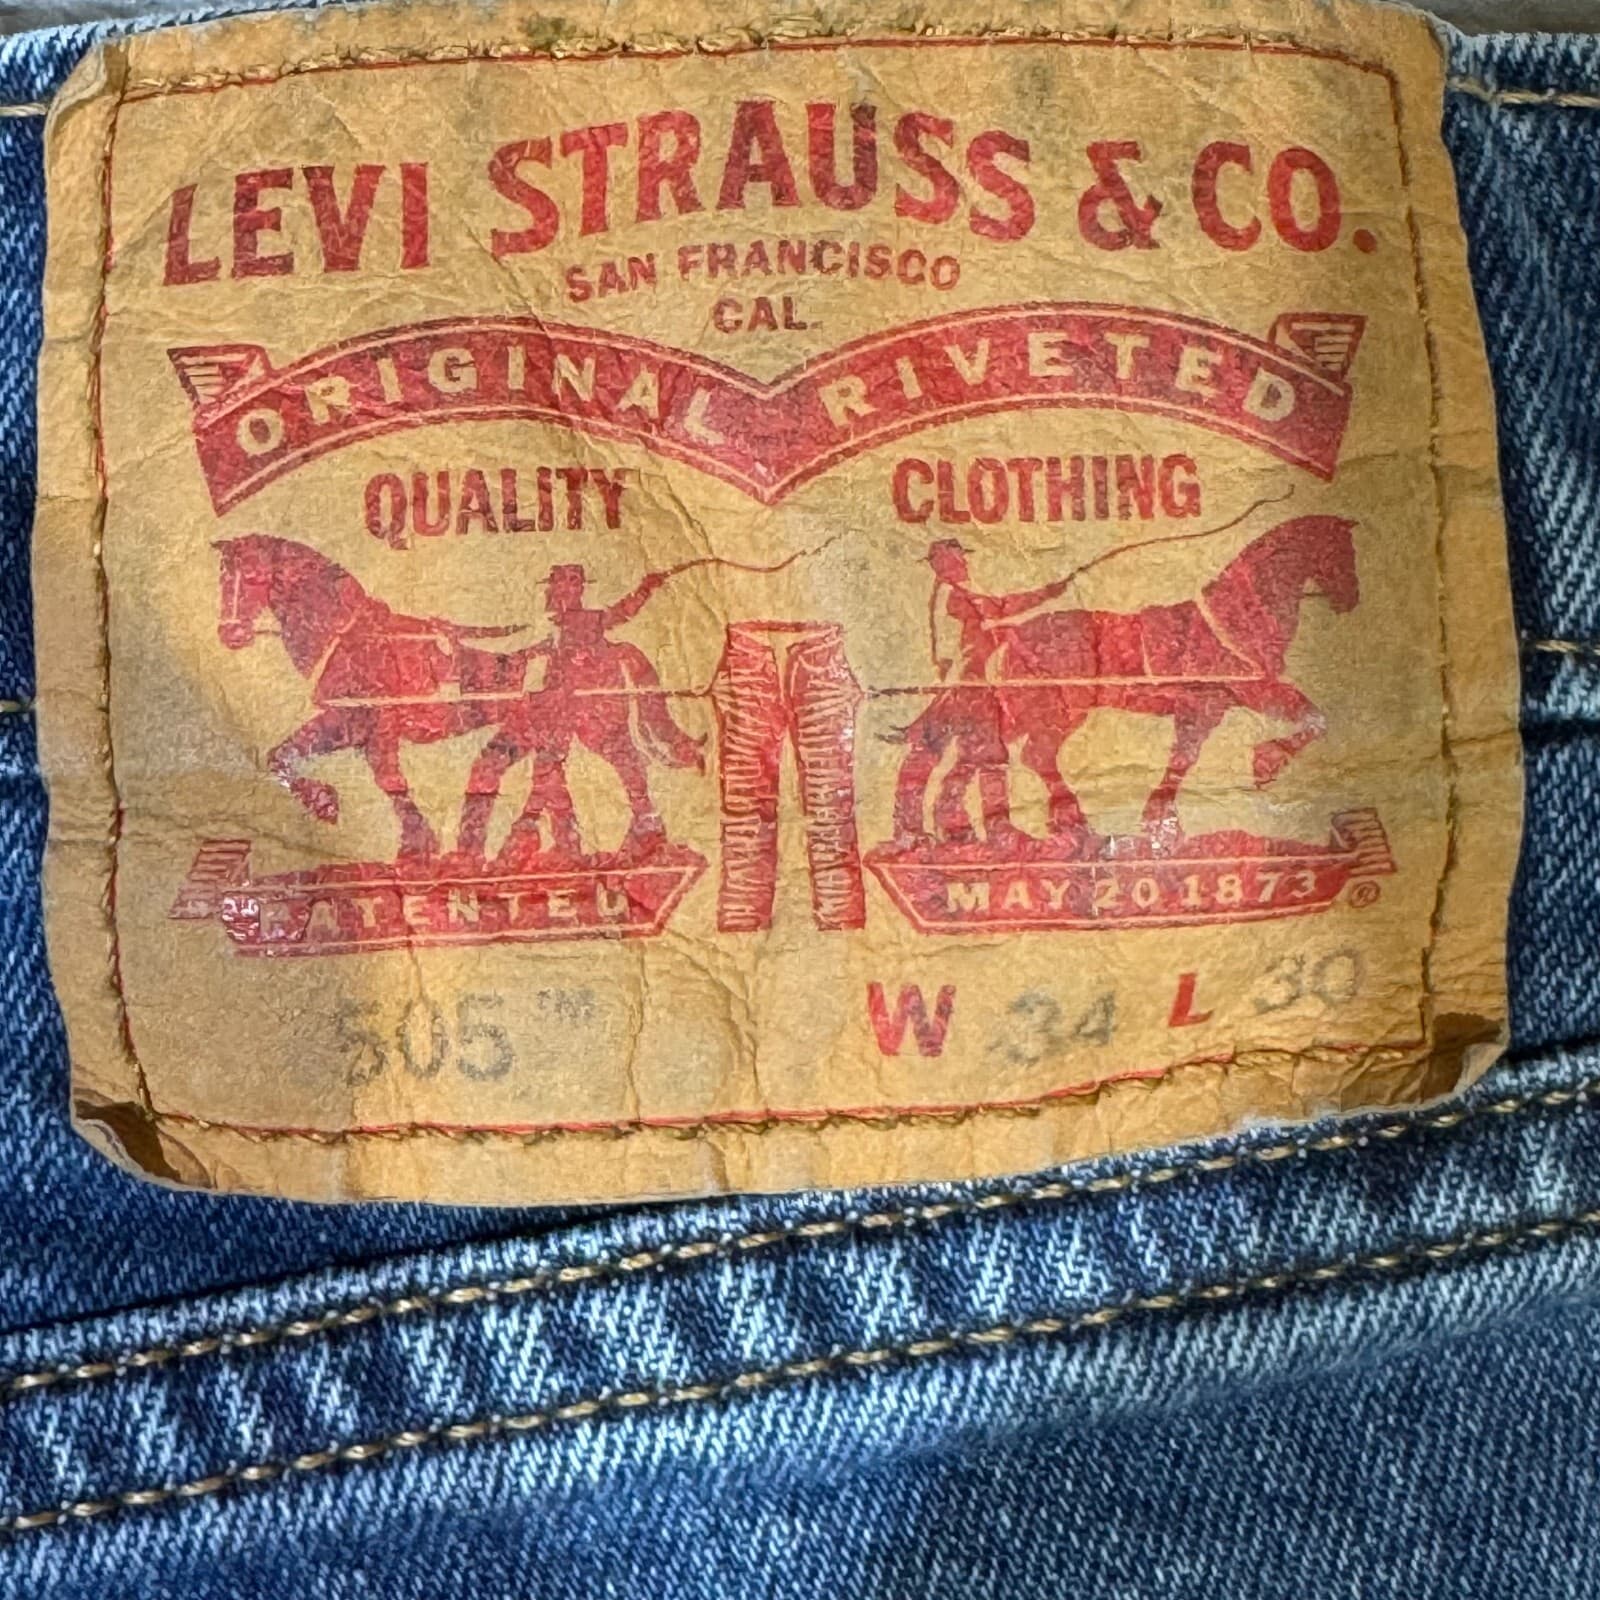 LEVI STRAUSS & CO.
SAN FRANCISCO
CAL.
ORIGINAL RIVETED
QUALITY CLOTHING
PATENTED MAY 20 1873 ®
505™ W 34 L 30